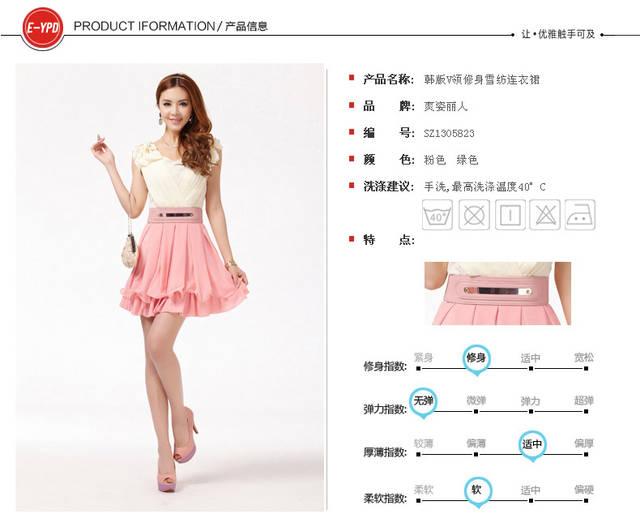 E-YPD
PRODUCT IFORMATION/产品信息
让·优雅触手可及
产品名称: 韩版V领修身雪纺连衣裙
品 牌: 爽姿丽人
编 号: SZ1305823
颜 色: 粉色 绿色
洗涤建议: 手洗,最高洗涤温度40° C
40°
特 点:
修身指数: 紧身 修身 适中 宽松
弹力指数: 无弹 微弹 弹力 超弹
厚薄指数: 较薄 偏薄 适中 偏厚
柔软指数: 柔软 软 适中 偏硬